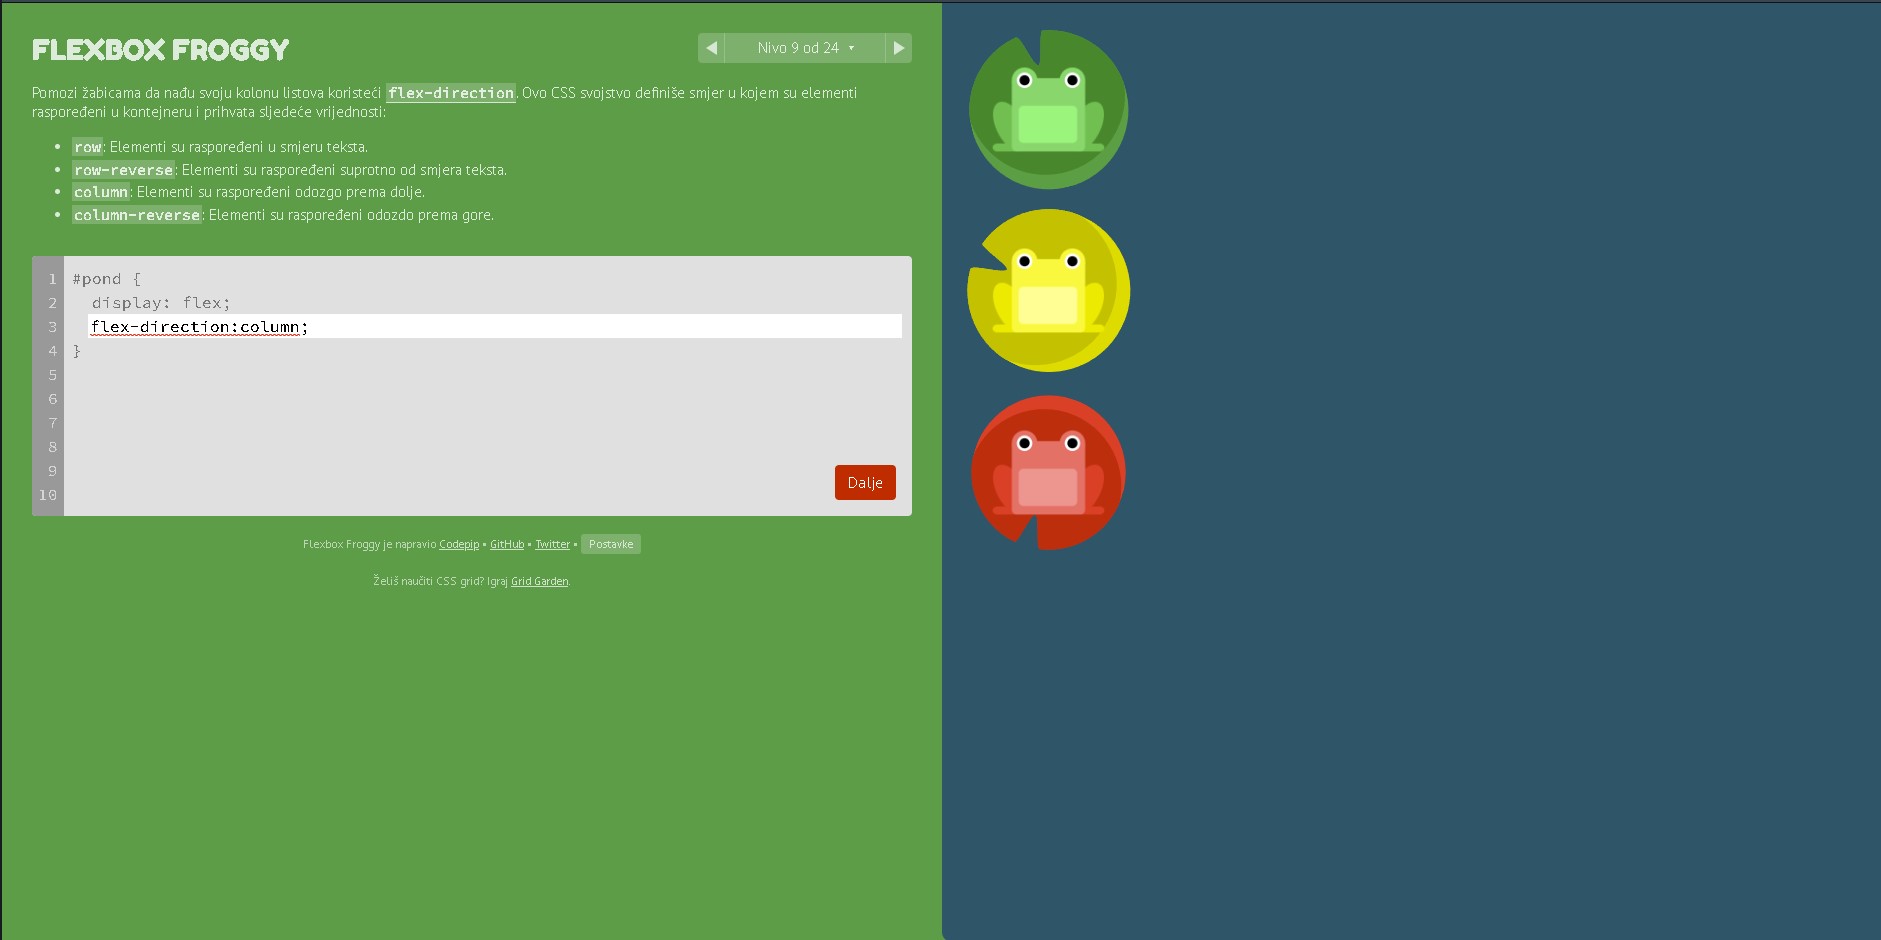 FLEXBOX FROGGY
Nivo 9 od 24
Pomozi žabicama da nađu svoju kolonu listova koristeći flex-direction. Ovo CSS svojstvo definiše smjer u kojem su elementi
raspoređeni u kontejneru i prihvata sljedeće vrijednosti:
row: Elementi su raspoređeni u smjeru teksta.
row-reverse: Elementi su raspoređeni suprotno od smjera teksta.
column: Elementi su raspoređeni odozgo prema dolje.
column-reverse: Elementi su raspoređeni odozdo prema gore.
1 #pond {
2 display: flex;
3 flex-direction:column;
4 }
5
6
7
8
9
10
Dalje
Flexbox Froggy je napravio Codepip • GitHub • Twitter • Postavke
Želiš naučiti CSS grid? Igraj Grid Garden.